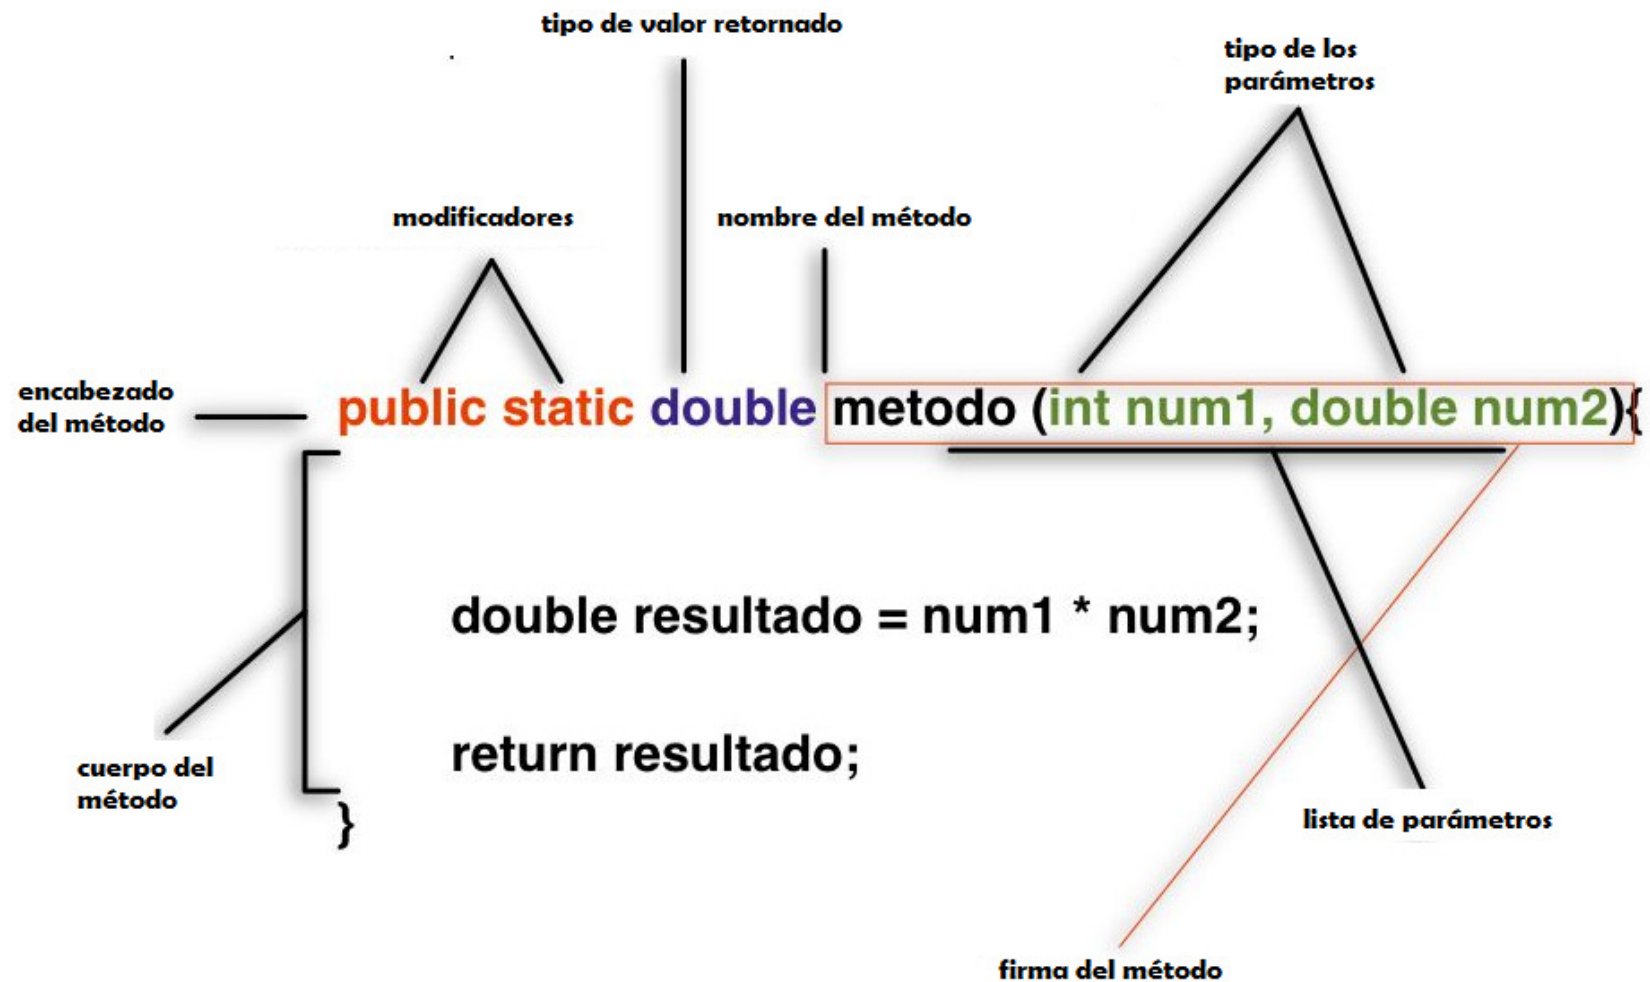 tipo de valor retornado
tipo de los
parámetros
modificadores
nombre del método
encabezado
del método
public static double metodo (int num1, double num2){
double resultado = num1 * num2;
return resultado;
cuerpo del
método
}
lista de parámetros
firma del método